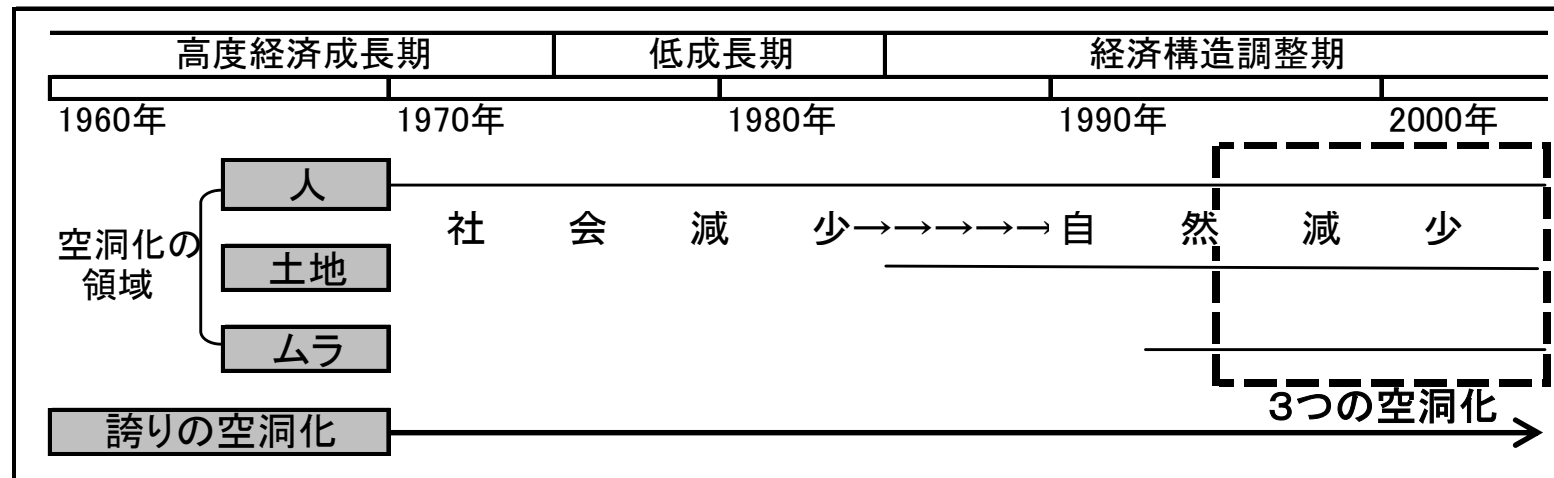 高度経済成長期 低成長期 経済構造調整期
1960年 1970年 1980年 1990年 2000年
人
社会減少→→→→→自然減少
空洞化の
領域
土地
ムラ
3つの空洞化
誇りの空洞化